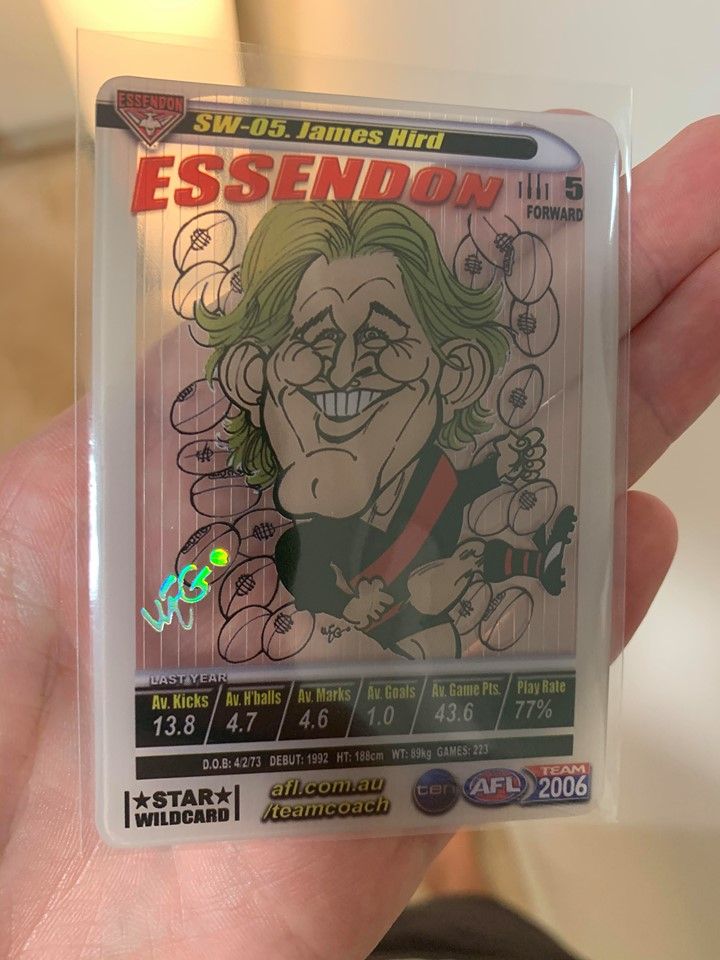 ESSENDON
SW-05. James Hird
ESSENDON
5
FORWARD
WEG
WEG
LAST YEAR
Av. Kicks Av. H'balls Av. Marks Av. Goals Av. Game Pts. Play Rate
13.8 4.7 4.6 1.0 43.6 77%
D.O.B: 4/2/73 DEBUT: 1992 HT: 188cm WT: 89kg GAMES: 223
★STAR★
WILDCARD
afl.com.au
/teamcoach
ten
AFL
TEAM
2006